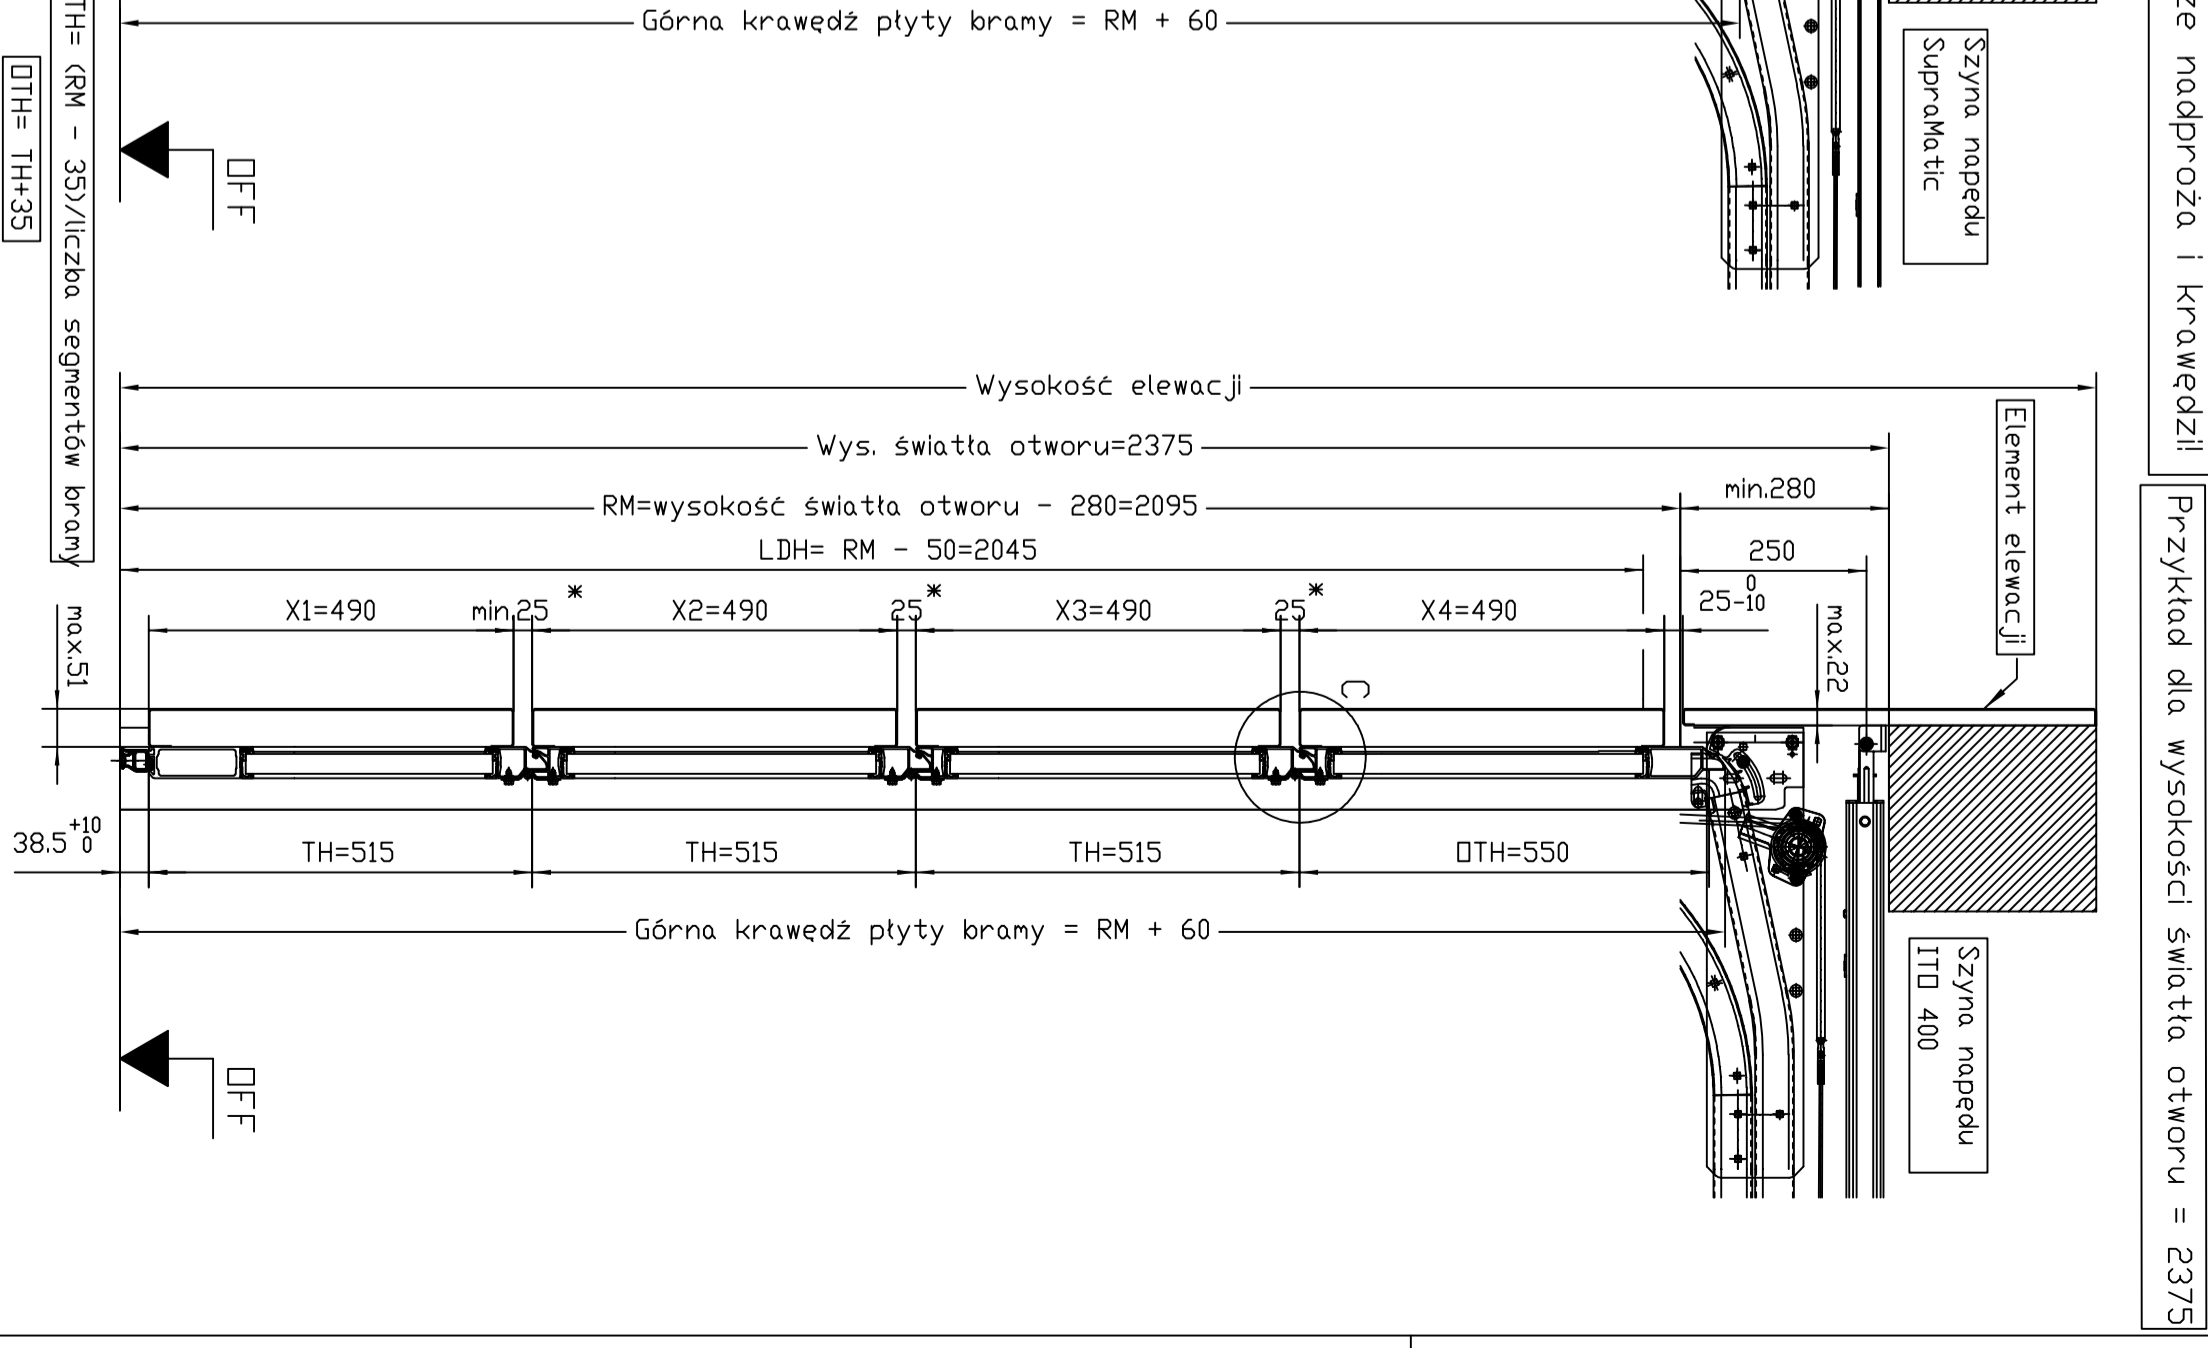 Górna krawędź płyty bramy = RM + 60
TH= (RM - 35)/liczba segmentów bramy
OTH= TH+35
OFF
Szyna napędu
SupraMatic
ze nadproża i krawędzi!
Przykład dla wysokości światła otworu = 2375
Element elewacji
Wysokość elewacji
Wys. światła otworu=2375
RM=wysokość światła otworu - 280=2095
min.280
LDH= RM - 50=2045
250
X1=490
min.25
*
X2=490
25
*
X3=490
25
*
X4=490
25 0 -10
max.22
max.51
C
38.5 +10 0
TH=515
TH=515
TH=515
OTH=550
Górna krawędź płyty bramy = RM + 60
Szyna napędu
ITO 400
OFF